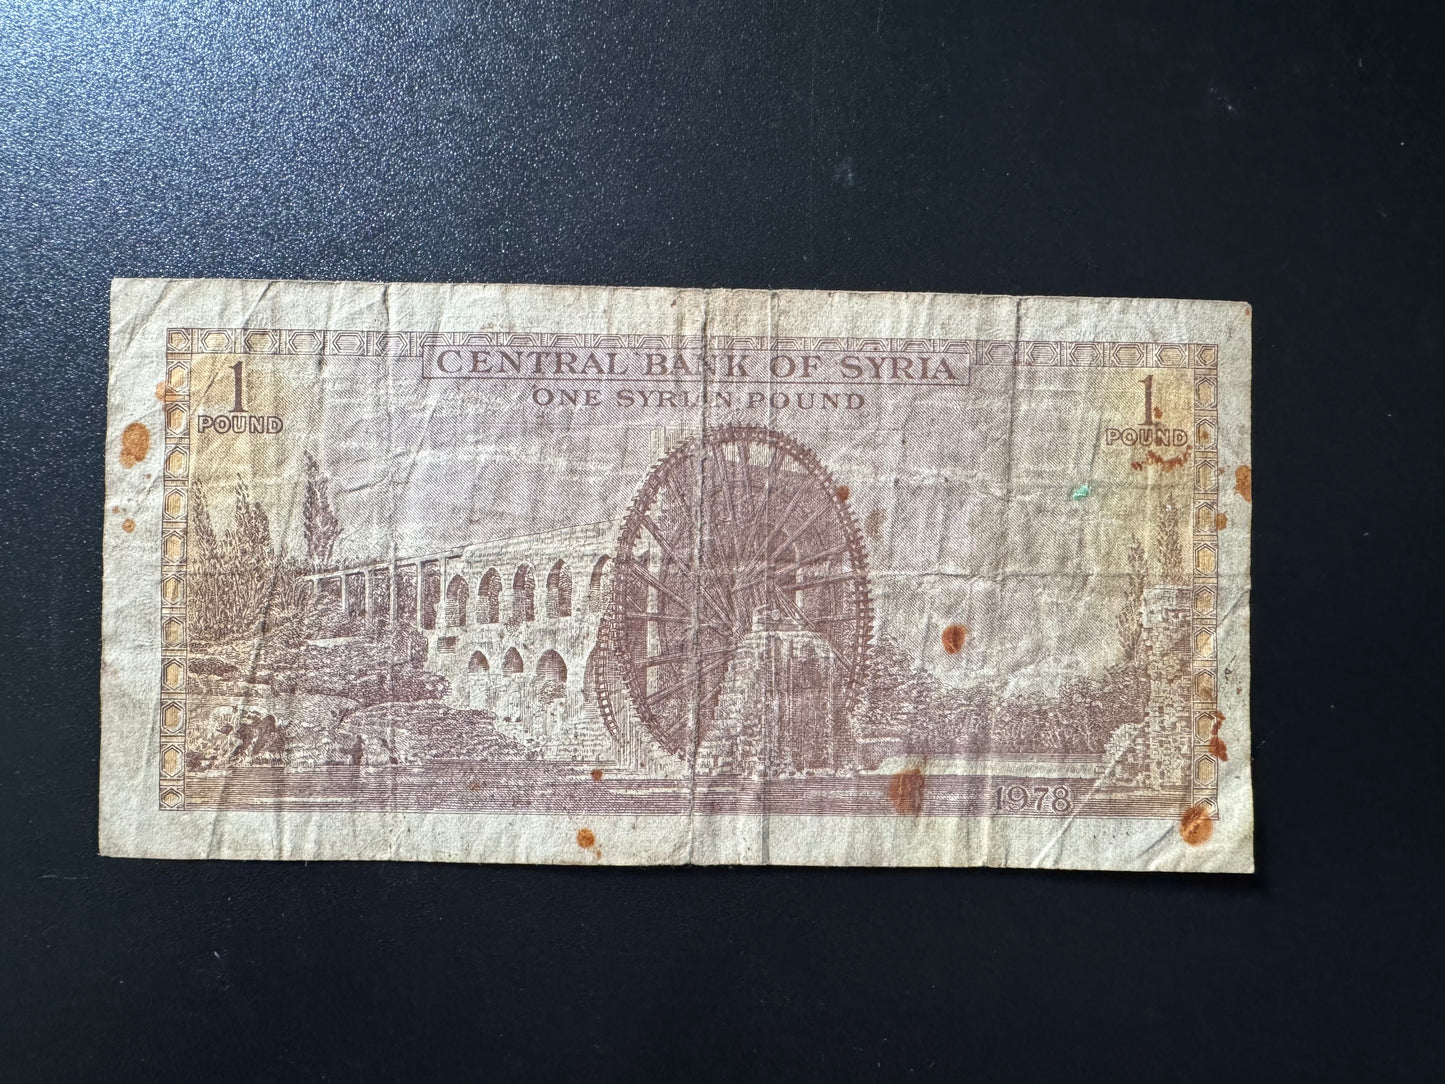 CENTRAL BANK OF SYRIA
ONE SYRIAN POUND
1
POUND
1
POUND
1978